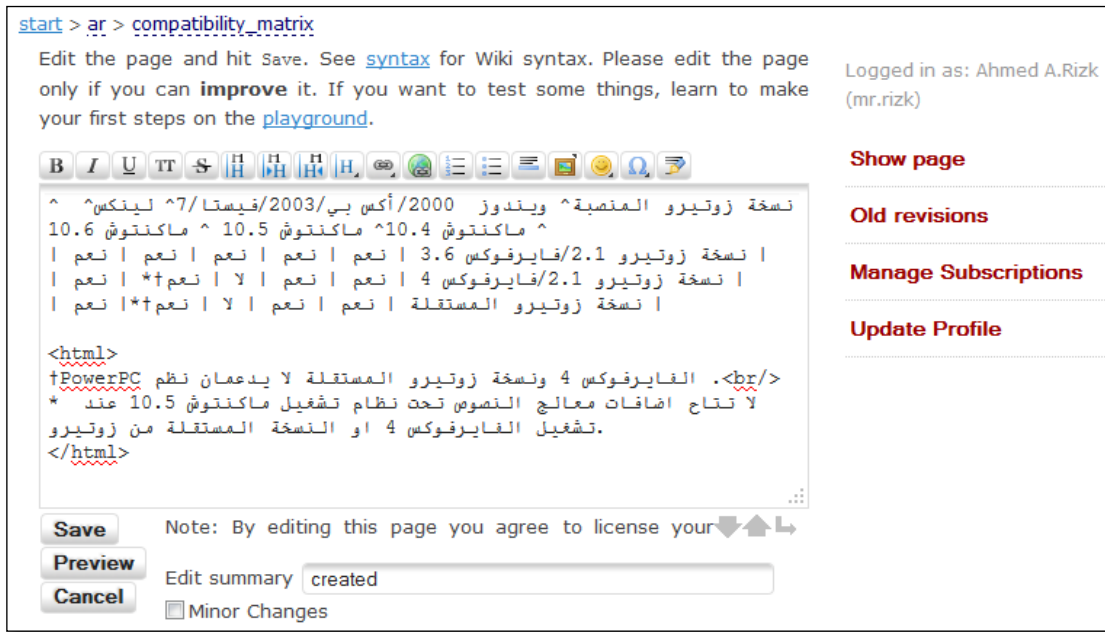 start > ar > compatibility_matrix
Edit the page and hit Save. See syntax for Wiki syntax. Please edit the page
only if you can improve it. If you want to test some things, learn to make
your first steps on the playground.
Logged in as: Ahmed A.Rizk
(mr.rizk)
Show page
Old revisions
Manage Subscriptions
Update Profile
B I U TT S H H H H Ω
^ نسخة زوتيرو المنصبة^ ويندوز 2000/أكس بي/2003/فيستا/7^ لينكس^
^ ماكنتوش 10.4^ ماكنتوش 10.5 ^ ماكنتوش 10.6
| نسخة زوتيرو 2.1/فايرفوكس 3.6 | نعم | نعم | نعم | نعم | نعم |
| نسخة زوتيرو 2.1/فايرفوكس 4 | نعم | نعم | لا | نعم†* | نعم |
| نسخة زوتيرو المستقلة | نعم | نعم | لا | نعم†*| نعم |
<html>
†PowerPC الفايرفوكس 4 ونسخة زوتيرو المستقلة لا يدعمان نظم .<br/>
* لا تتاح اضافات معالج النصوص تحت نظام تشغيل ماكنتوش 10.5 عند
تشغيل الفايرفوكس 4 او النسخة المستقلة من زوتيرو.
</html>
Save
Note: By editing this page you agree to license your
Preview
Edit summary created
Cancel
Minor Changes